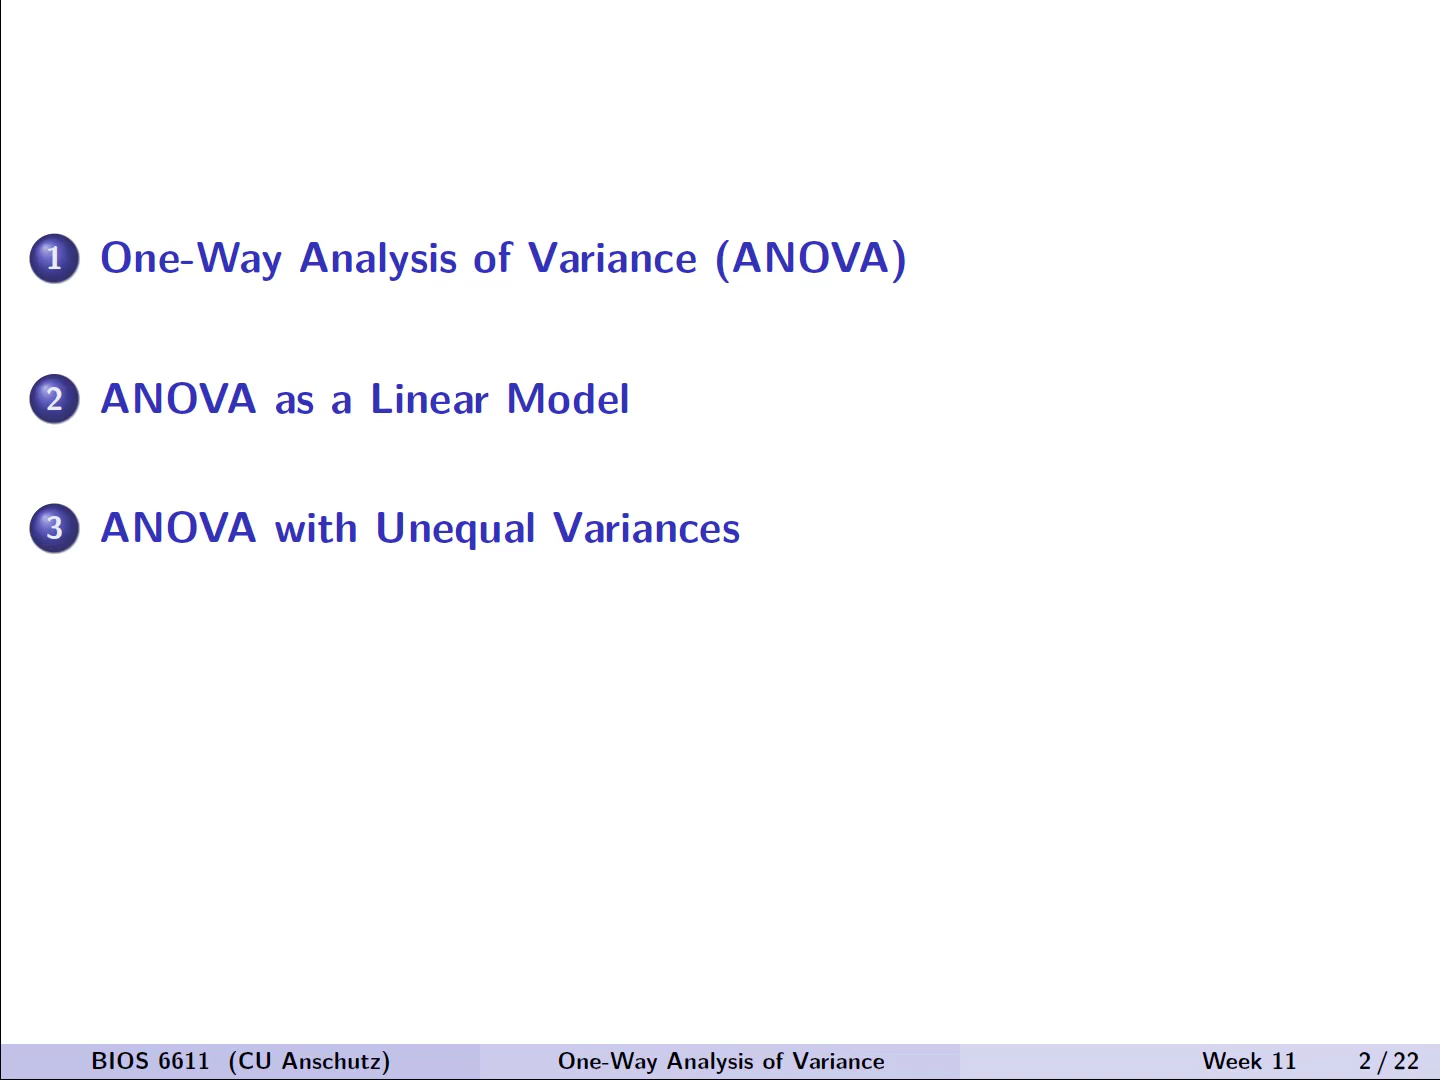 1 One-Way Analysis of Variance (ANOVA)
2 ANOVA as a Linear Model
3 ANOVA with Unequal Variances
BIOS 6611 (CU Anschutz) One-Way Analysis of Variance Week 11 2 / 22